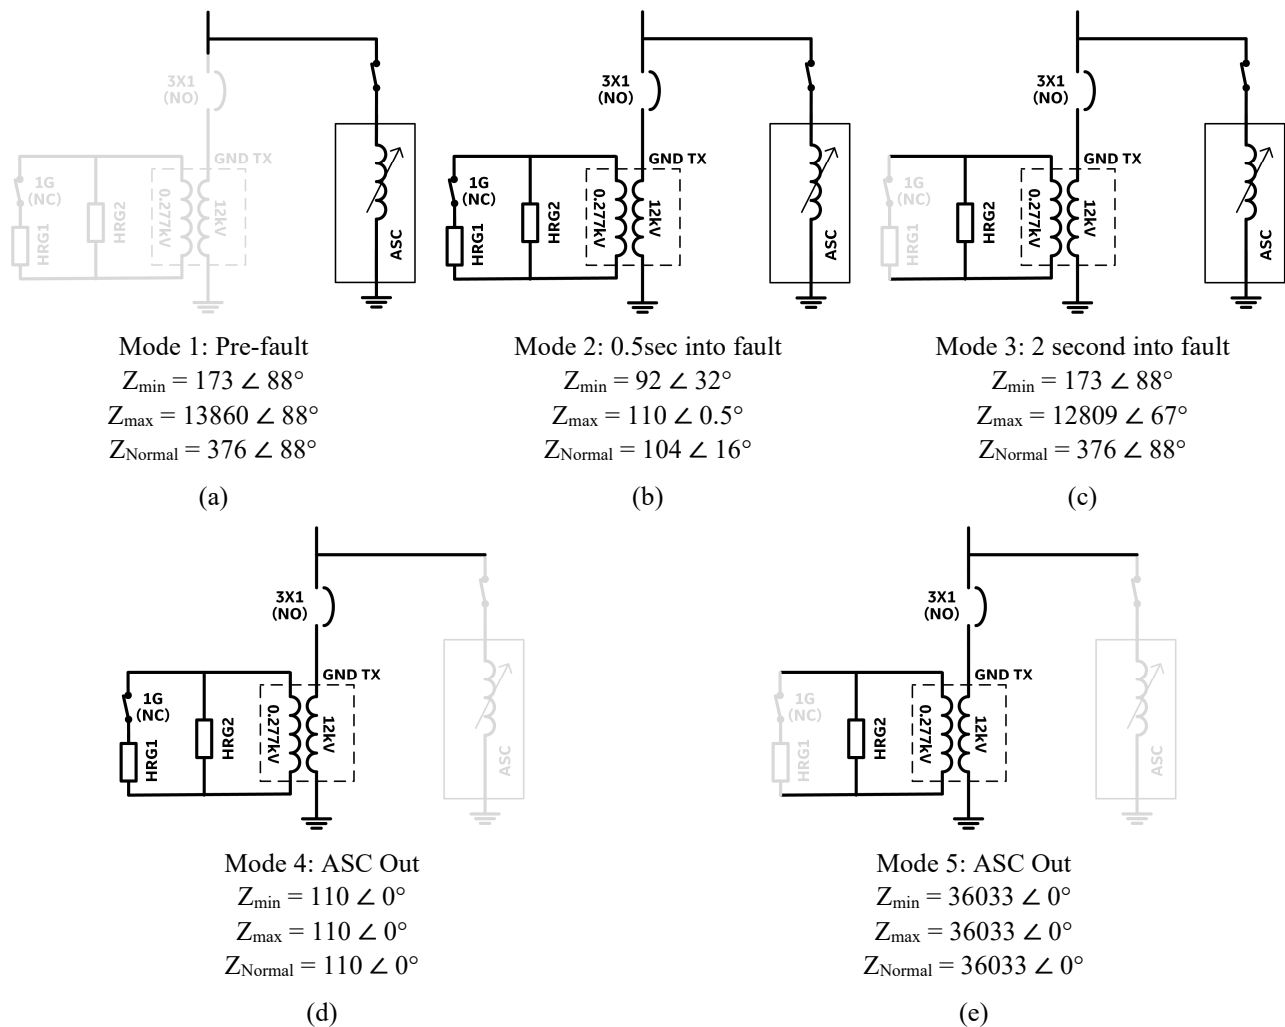 3X1
(NO)
GND TX
1G
(NC)
HRG1
HRG2
0.277kV
12kV
ASC
Mode 1: Pre-fault
Zmin = 173 ∠ 88°
Zmax = 13860 ∠ 88°
ZNormal = 376 ∠ 88°
(a)
3X1
(NO)
GND TX
1G
(NC)
HRG1
HRG2
0.277kV
12kV
ASC
Mode 2: 0.5sec into fault
Zmin = 92 ∠ 32°
Zmax = 110 ∠ 0.5°
ZNormal = 104 ∠ 16°
(b)
3X1
(NO)
GND TX
1G
(NC)
HRG1
HRG2
0.277kV
12kV
ASC
Mode 3: 2 second into fault
Zmin = 173 ∠ 88°
Zmax = 12809 ∠ 67°
ZNormal = 376 ∠ 88°
(c)
3X1
(NO)
GND TX
1G
(NC)
HRG1
HRG2
0.277kV
12kV
ASC
Mode 4: ASC Out
Zmin = 110 ∠ 0°
Zmax = 110 ∠ 0°
ZNormal = 110 ∠ 0°
(d)
3X1
(NO)
GND TX
1G
(NC)
HRG1
HRG2
0.277kV
12kV
ASC
Mode 5: ASC Out
Zmin = 36033 ∠ 0°
Zmax = 36033 ∠ 0°
ZNormal = 36033 ∠ 0°
(e)